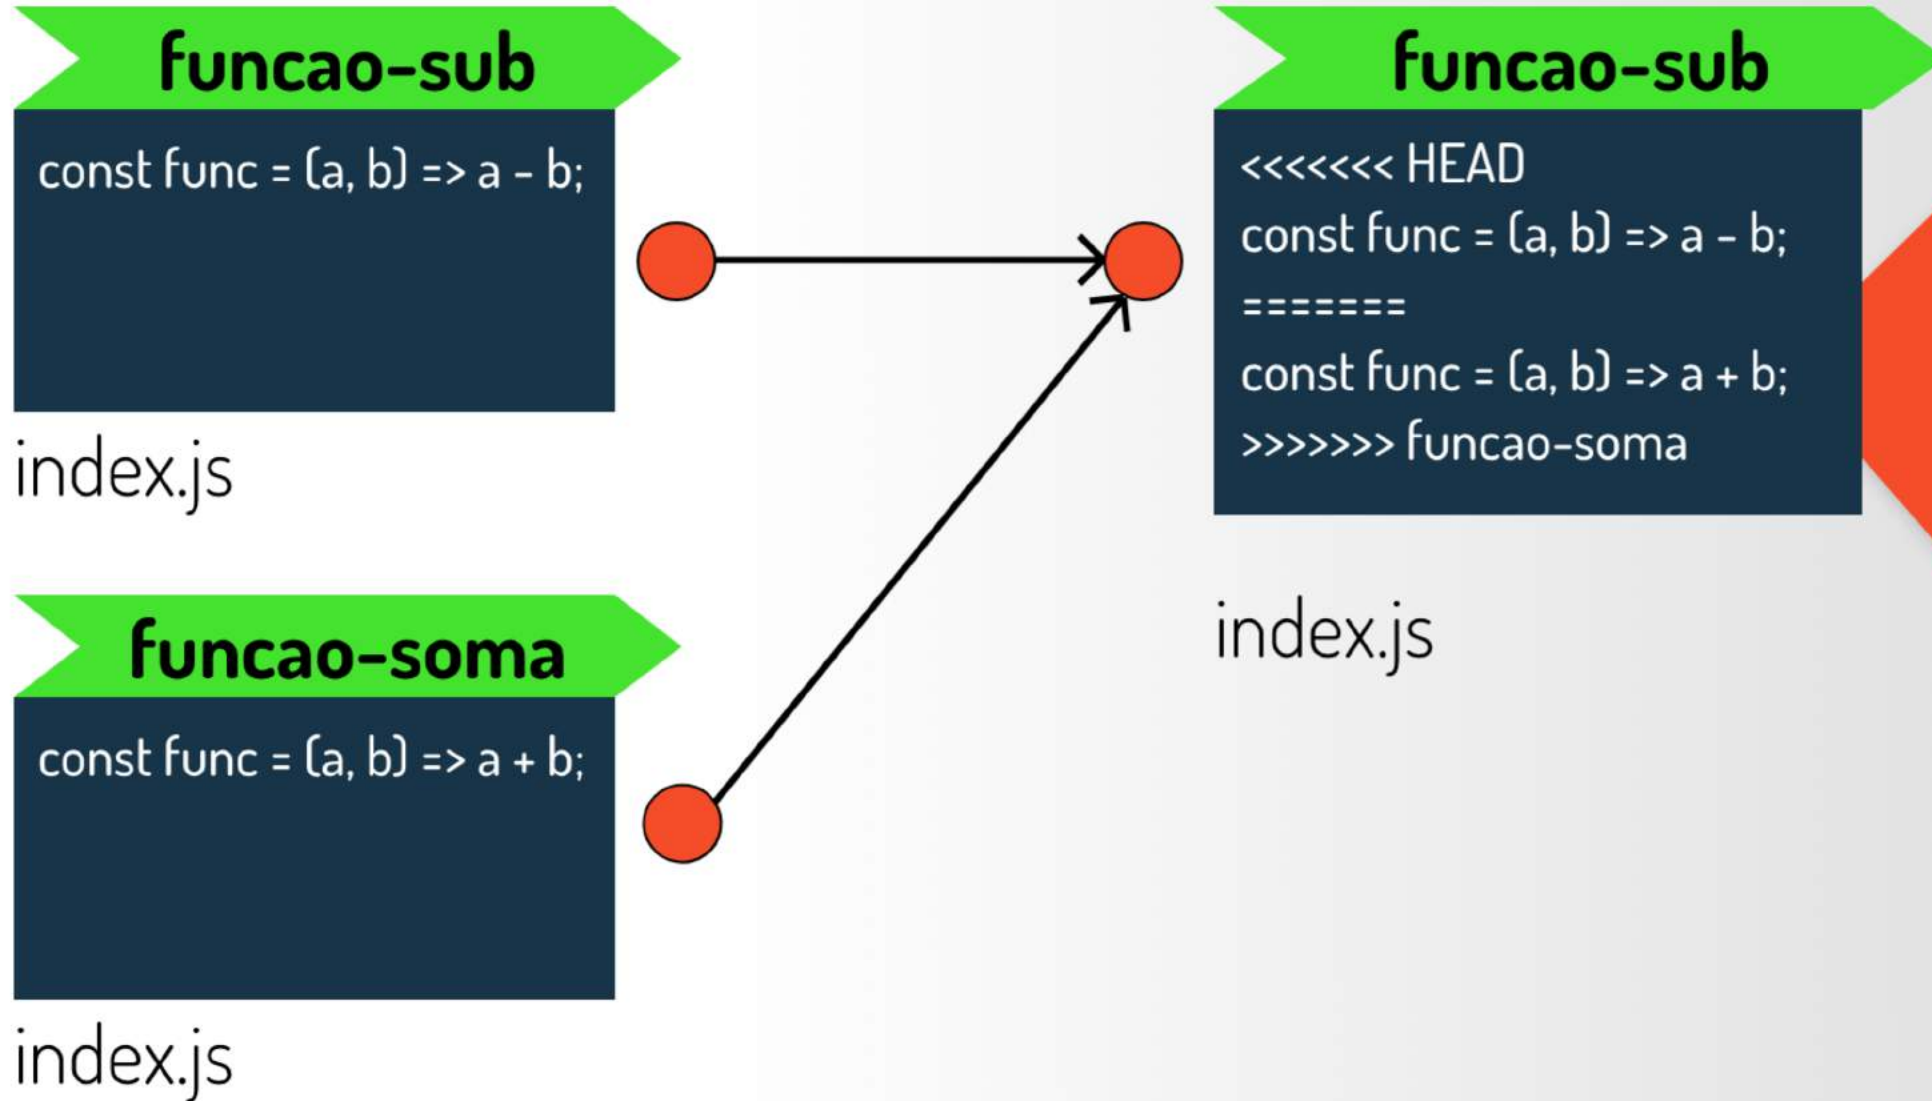 funcao-sub
const func = (a, b) => a - b;
index.js
funcao-soma
const func = (a, b) => a + b;
index.js
funcao-sub
<<<<<<< HEAD
const func = (a, b) => a - b;
=======
const func = (a, b) => a + b;
>>>>>>> funcao-soma
index.js